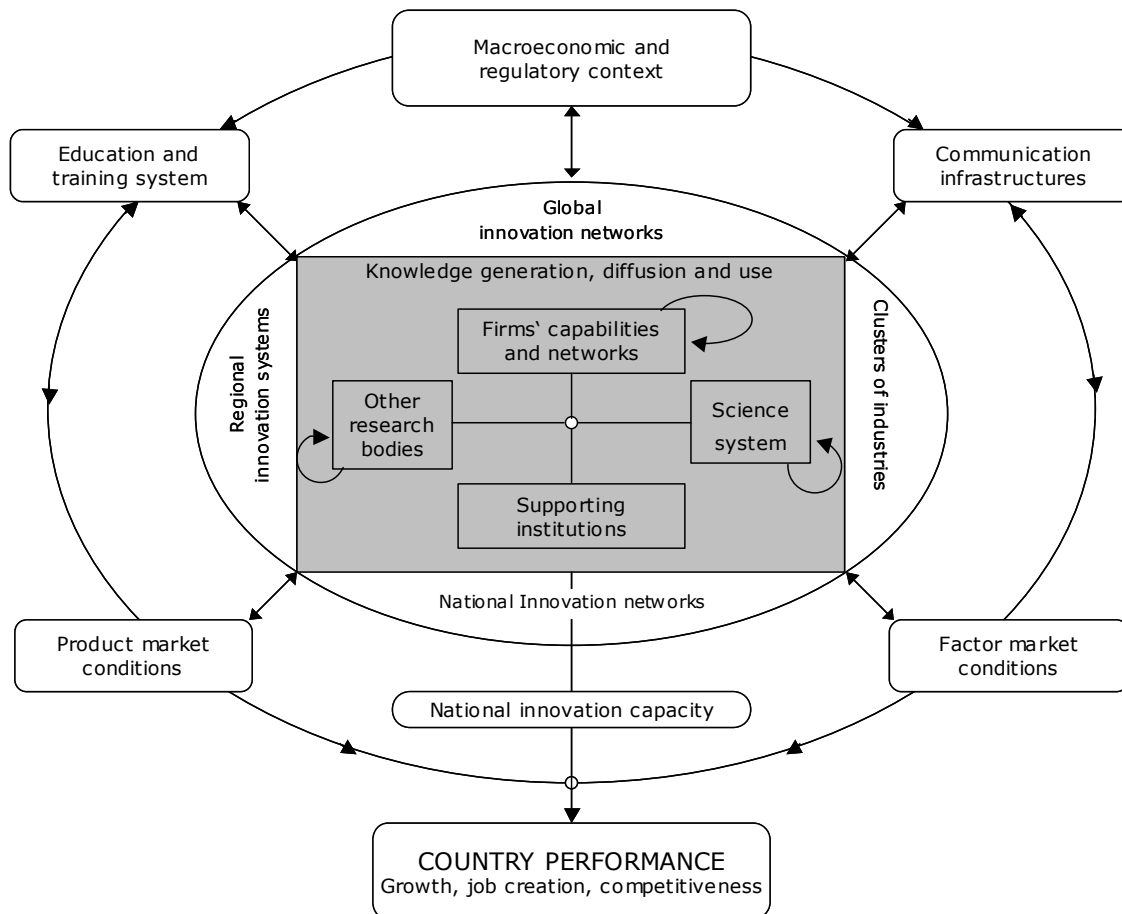 Macroeconomic and
regulatory context
Education and
training system
Communication
infrastructures
Global
innovation networks
Knowledge generation, diffusion and use
Regional
innovation systems
Clusters of industries
Firms‘ capabilities
and networks
Other
research
bodies
Science
system
Supporting
institutions
National Innovation networks
Product market
conditions
Factor market
conditions
National innovation capacity
COUNTRY PERFORMANCE
Growth, job creation, competitiveness